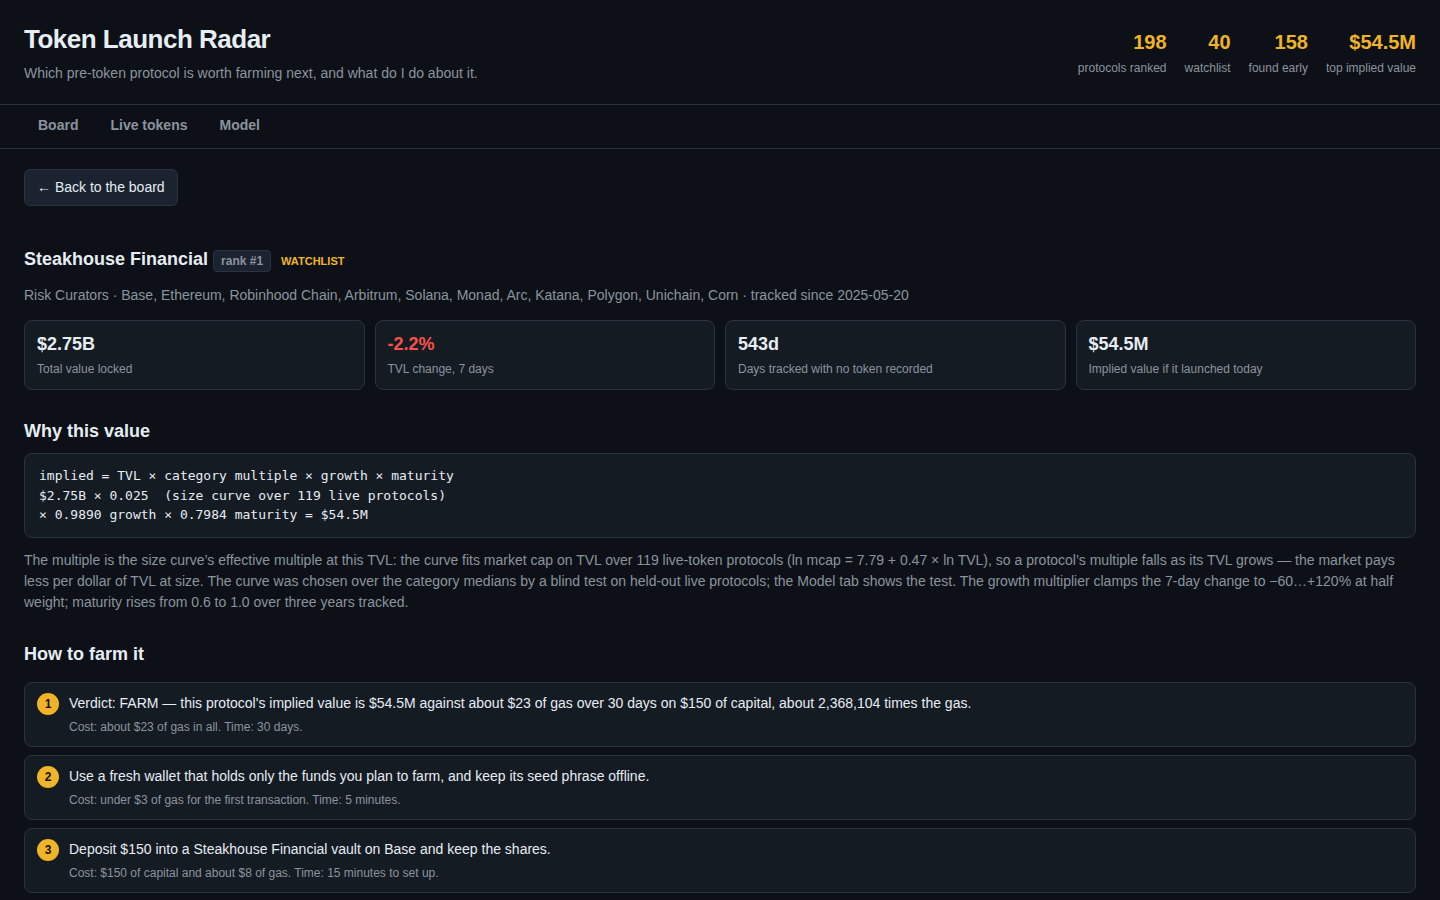 Token Launch Radar
Which pre-token protocol is worth farming next, and what do I do about it.
198
protocols ranked
40
watchlist
158
found early
$54.5M
top implied value
Board
Live tokens
Model
← Back to the board
Steakhouse Financial
rank #1
WATCHLIST
Risk Curators · Base, Ethereum, Robinhood Chain, Arbitrum, Solana, Monad, Arc, Katana, Polygon, Unichain, Corn · tracked since 2025-05-20
$2.75B
Total value locked
-2.2%
TVL change, 7 days
543d
Days tracked with no token recorded
$54.5M
Implied value if it launched today
Why this value
implied = TVL × category multiple × growth × maturity
$2.75B × 0.025  (size curve over 119 live protocols)
× 0.9890 growth × 0.7984 maturity = $54.5M
The multiple is the size curve's effective multiple at this TVL: the curve fits market cap on TVL over 119 live-token protocols (ln mcap = 7.79 + 0.47 × ln TVL), so a protocol's multiple falls as its TVL grows — the market pays
less per dollar of TVL at size. The curve was chosen over the category medians by a blind test on held-out live protocols; the Model tab shows the test. The growth multiplier clamps the 7-day change to −60…+120% at half
weight; maturity rises from 0.6 to 1.0 over three years tracked.
How to farm it
1
Verdict: FARM — this protocol's implied value is $54.5M against about $23 of gas over 30 days on $150 of capital, about 2,368,104 times the gas.
Cost: about $23 of gas in all. Time: 30 days.
2
Use a fresh wallet that holds only the funds you plan to farm, and keep its seed phrase offline.
Cost: under $3 of gas for the first transaction. Time: 5 minutes.
3
Deposit $150 into a Steakhouse Financial vault on Base and keep the shares.
Cost: $150 of capital and about $8 of gas. Time: 15 minutes to set up.